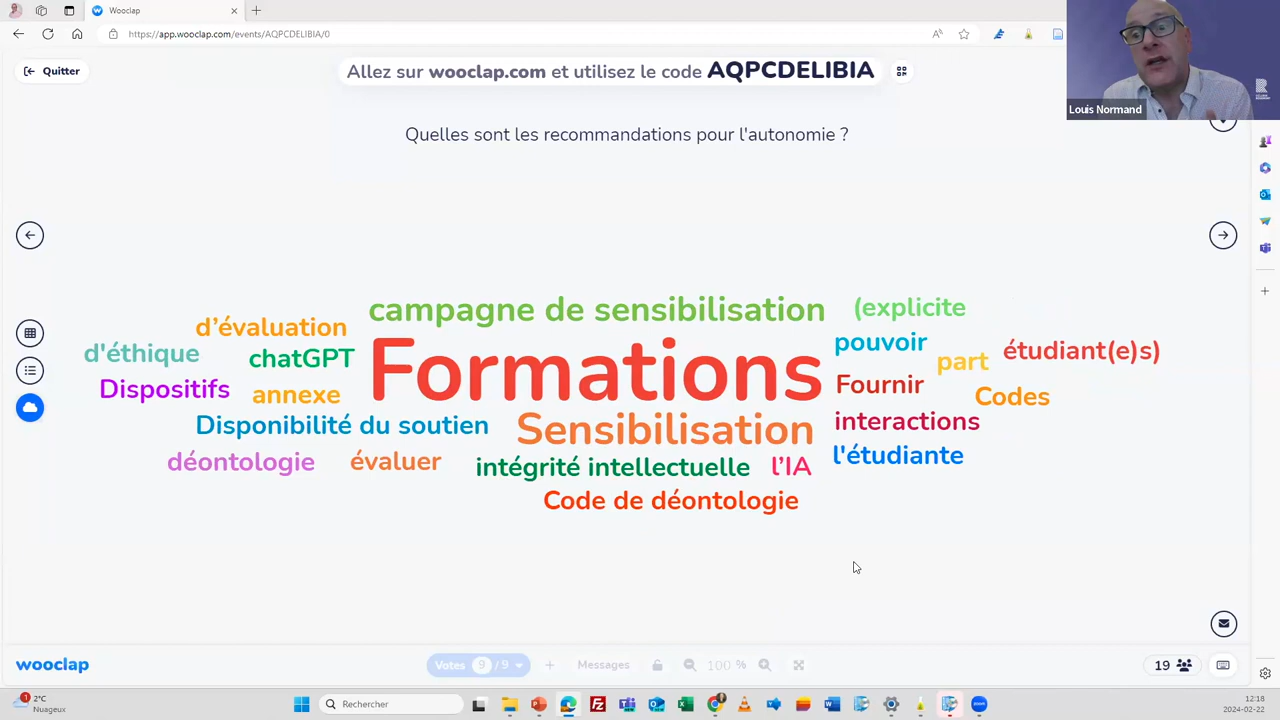 Wooclap
https://app.wooclap.com/events/AQPCDELIBIA/0
Louis Normand
Quitter
Allez sur wooclap.com et utilisez le code AQPCDELIBIA
Quelles sont les recommandations pour l'autonomie ?
campagne de sensibilisation
(explicite
d’évaluation
pouvoir
d'éthique
chatGPT
Formations
part
étudiant(e)s)
Dispositifs
annexe
Fournir
Codes
Disponibilité du soutien
Sensibilisation
interactions
déontologie
évaluer
intégrité intellectuelle
l’IA
l'étudiante
Code de déontologie
wooclap
Votes 9 / 9
Messages
100 %
19
1
2°C
Nuageux
Rechercher
12:18
2024-02-22